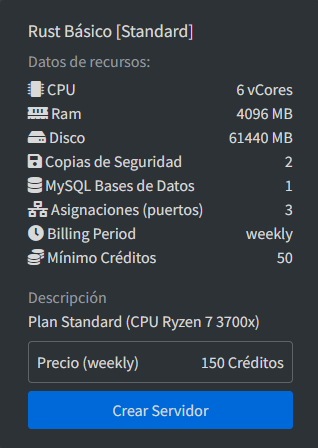 Rust Básico [Standard]
Datos de recursos:
CPU 6 vCores
Ram 4096 MB
Disco 61440 MB
Copias de Seguridad 2
MySQL Bases de Datos 1
Asignaciones (puertos) 3
Billing Period weekly
Mínimo Créditos 50
Descripción
Plan Standard (CPU Ryzen 7 3700x)
Precio (weekly) 150 Créditos
Crear Servidor